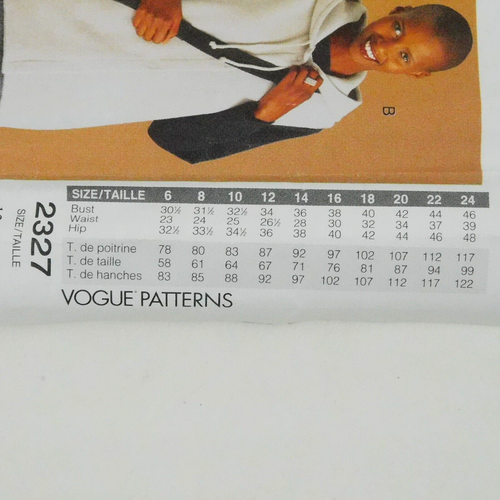 B
SIZE/TAILLE 6 8 10 12 14 16 18 20 22 24
Bust 30½ 31½ 32½ 34 36 38 40 42 44 46
Waist 23 24 25 26½ 28 30 32 34 37 39
Hip 32½ 33½ 34½ 36 38 40 42 44 46 48
T. de poitrine 78 80 83 87 92 97 102 107 112 117
T. de taille 58 61 64 67 71 76 81 87 94 99
T. de hanches 83 85 88 92 97 102 107 112 117 122
VOGUE PATTERNS
2327
SIZE/TAILLE